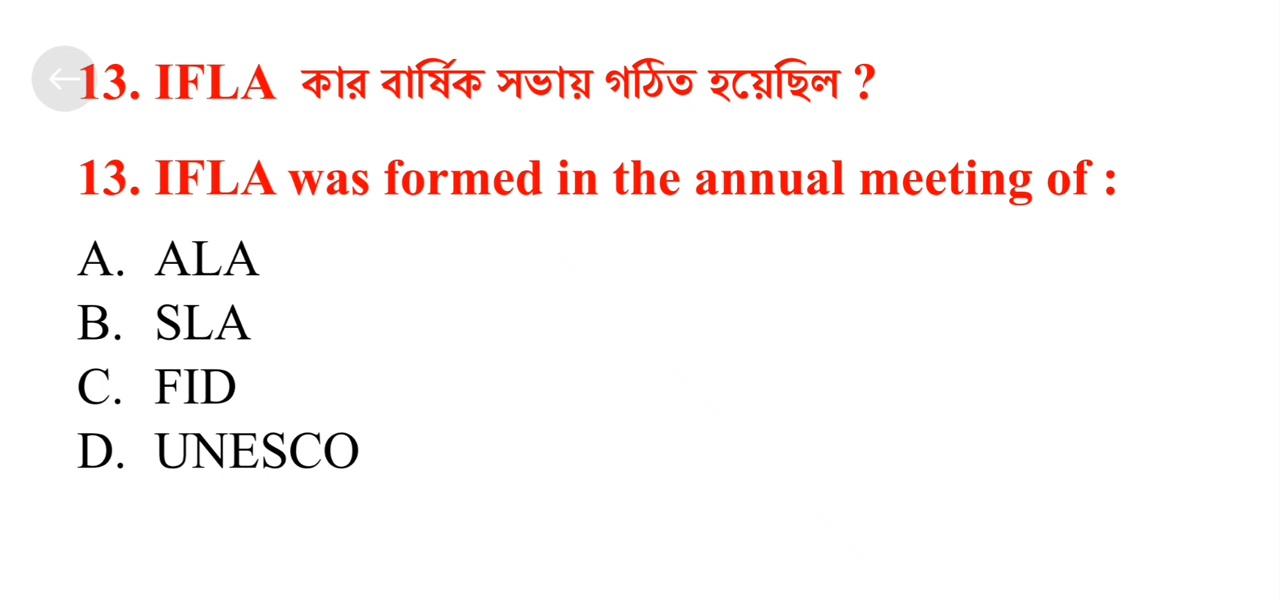 13. IFLA কার বার্ষিক সভায় গঠিত হয়েছিল ?
13. IFLA was formed in the annual meeting of :
A. ALA
B. SLA
C. FID
D. UNESCO